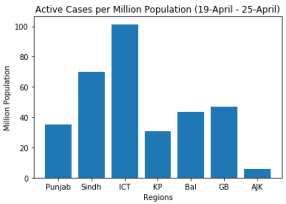 Active Cases per Million Population (19-April - 25-April)
Million Population
100
80
60
40
20
0
Punjab Sindh ICT KP Bal GB AJK
Regions